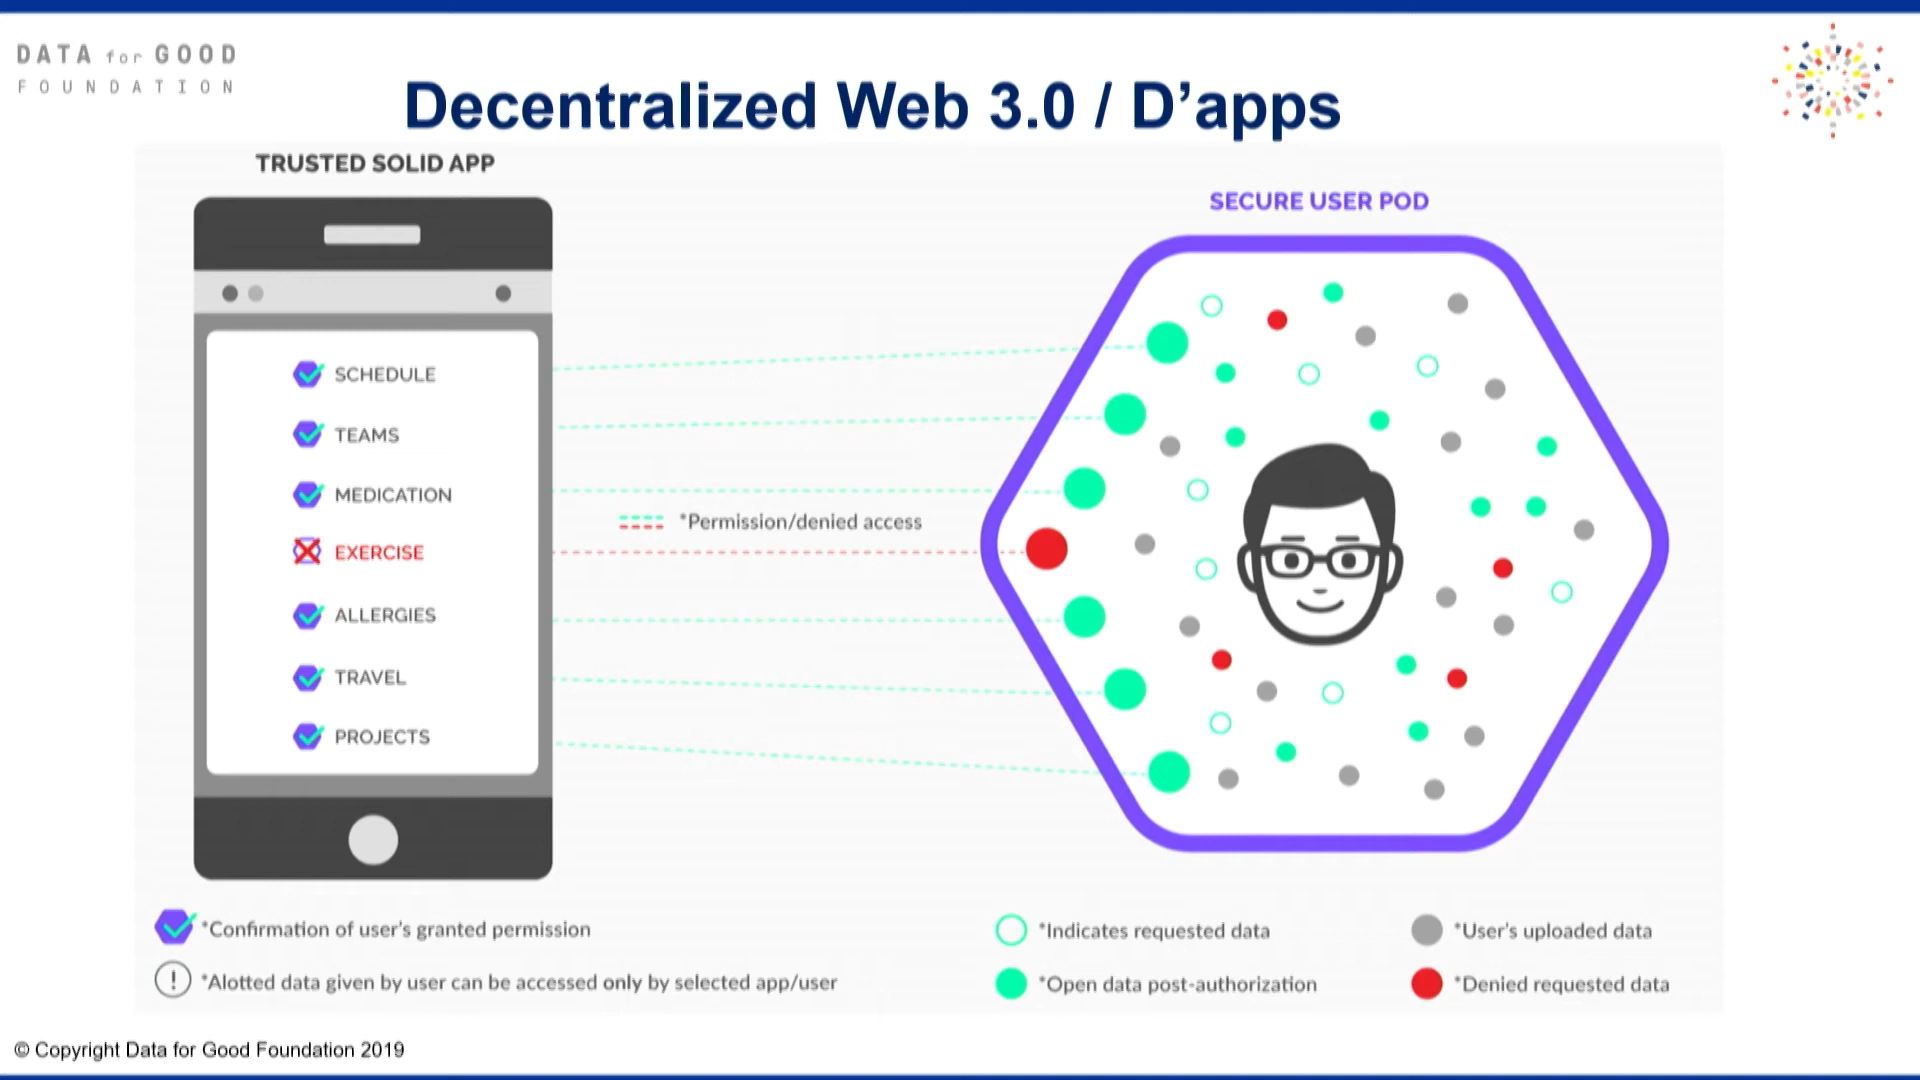 DATA for GOOD
FOUNDATION
Decentralized Web 3.0 / D’apps
TRUSTED SOLID APP
SECURE USER POD
SCHEDULE
TEAMS
MEDICATION
*Permission/denied access
EXERCISE
ALLERGIES
TRAVEL
PROJECTS
*Confirmation of user's granted permission
*Alotted data given by user can be accessed only by selected app/user
*Indicates requested data
*User's uploaded data
*Open data post-authorization
*Denied requested data
© Copyright Data for Good Foundation 2019